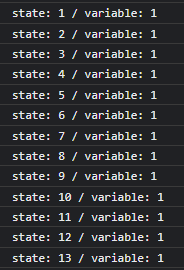 state: 1 / variable: 1
state: 2 / variable: 1
state: 3 / variable: 1
state: 4 / variable: 1
state: 5 / variable: 1
state: 6 / variable: 1
state: 7 / variable: 1
state: 8 / variable: 1
state: 9 / variable: 1
state: 10 / variable: 1
state: 11 / variable: 1
state: 12 / variable: 1
state: 13 / variable: 1